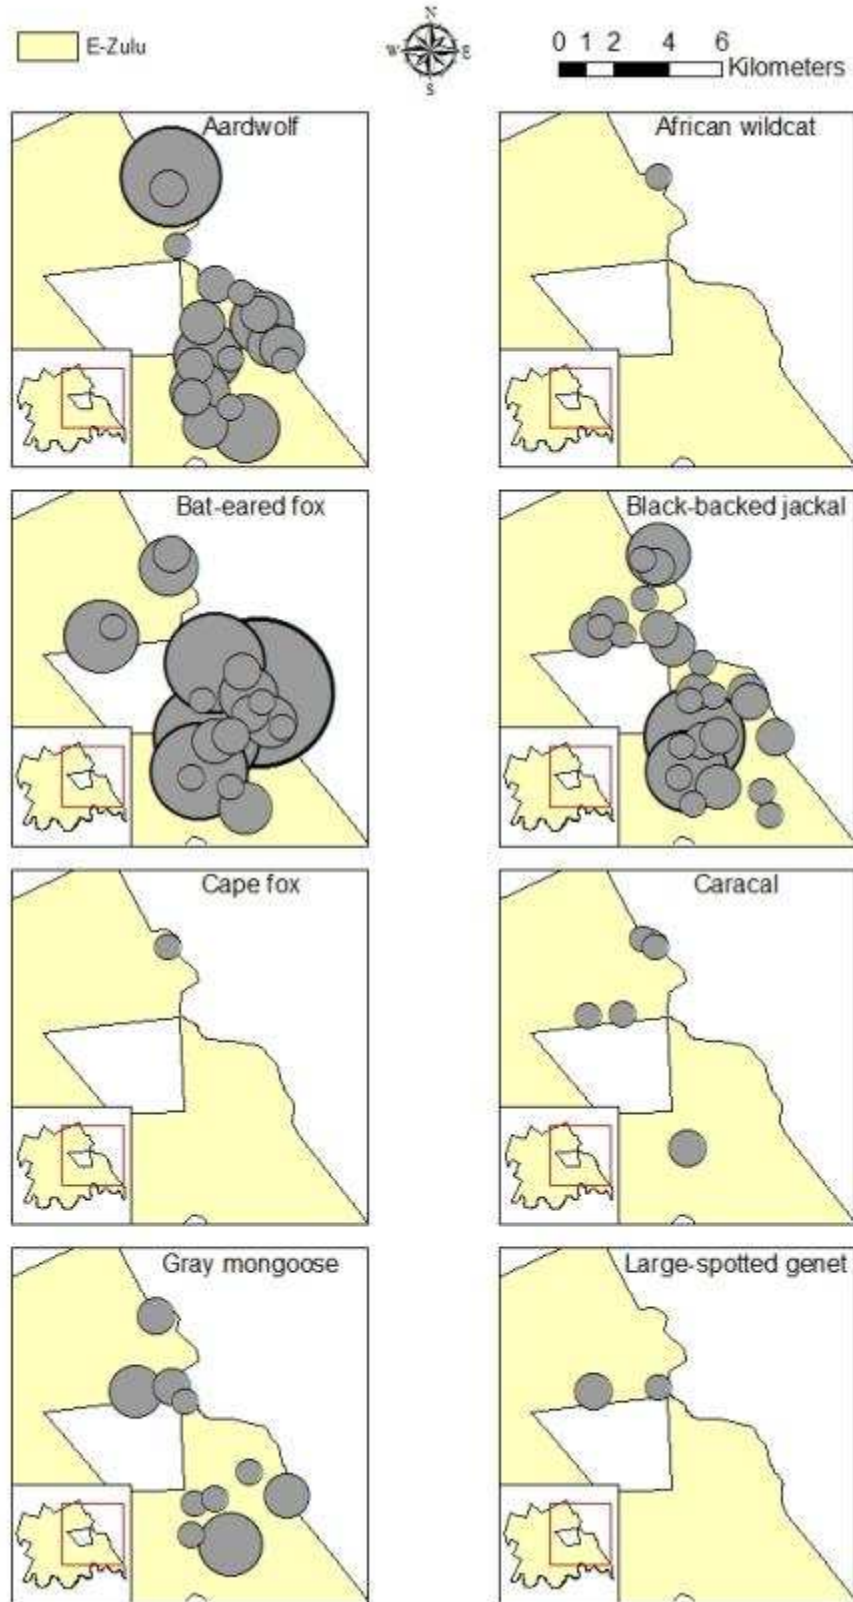 N
E-Zulu
W E
S
0 1 2 4 6
Kilometers
Aardwolf
African wildcat
Bat-eared fox
Black-backed jackal
Cape fox
Caracal
Gray mongoose
Large-spotted genet